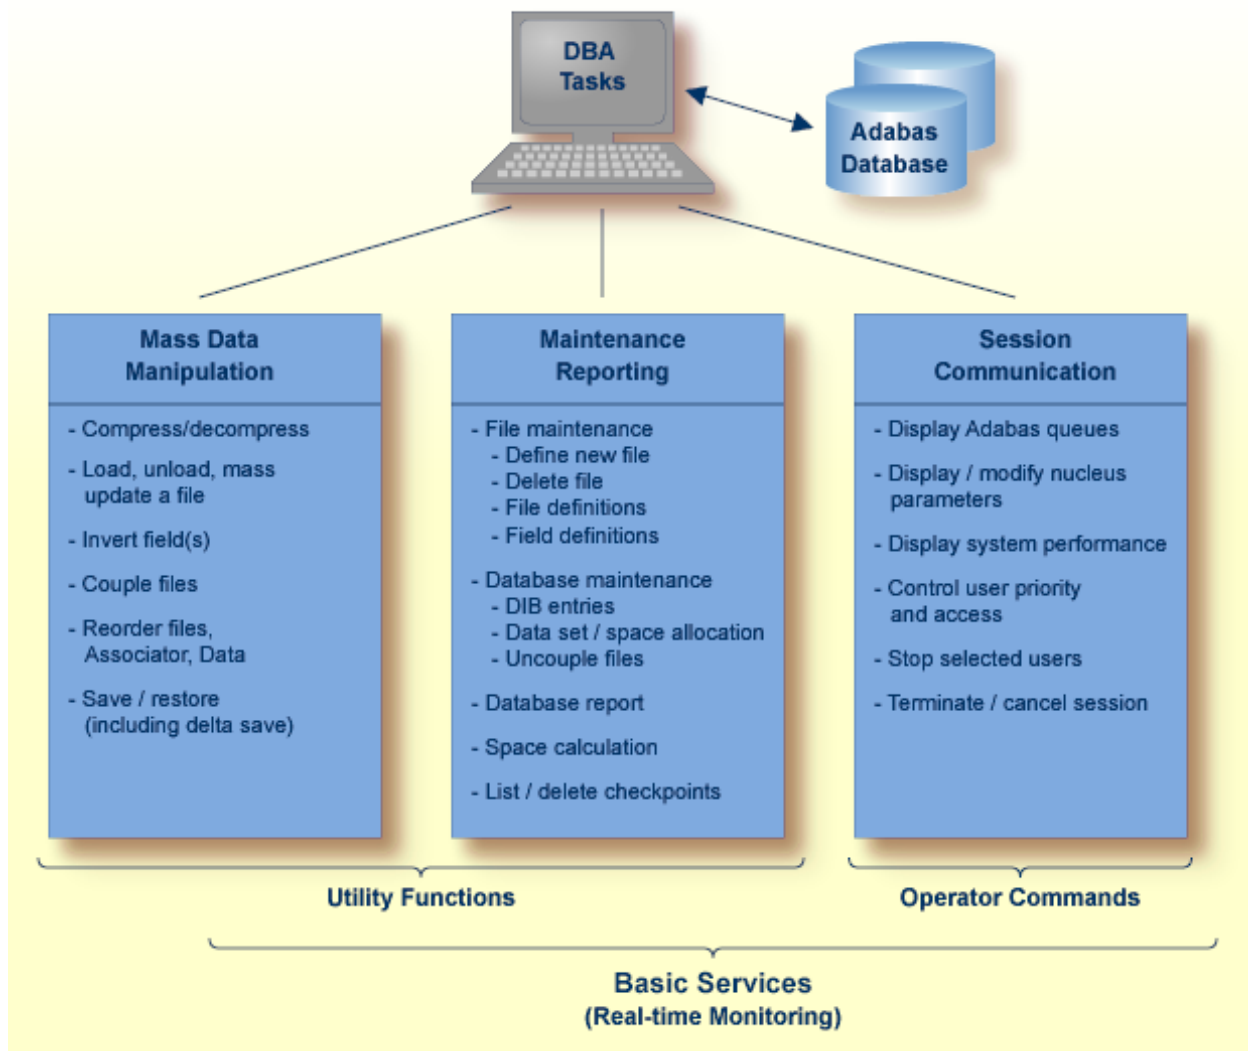 DBA
Tasks
Adabas
Database
Mass Data
Manipulation
- Compress/decompress
- Load, unload, mass
update a file
- Invert field(s)
- Couple files
- Reorder files,
Associator, Data
- Save / restore
(including delta save)
Maintenance
Reporting
- File maintenance
- Define new file
- Delete file
- File definitions
- Field definitions
- Database maintenance
- DIB entries
- Data set / space allocation
- Uncouple files
- Database report
- Space calculation
- List / delete checkpoints
Session
Communication
- Display Adabas queues
- Display / modify nucleus
parameters
- Display system performance
- Control user priority
and access
- Stop selected users
- Terminate / cancel session
Utility Functions
Operator Commands
Basic Services
(Real-time Monitoring)